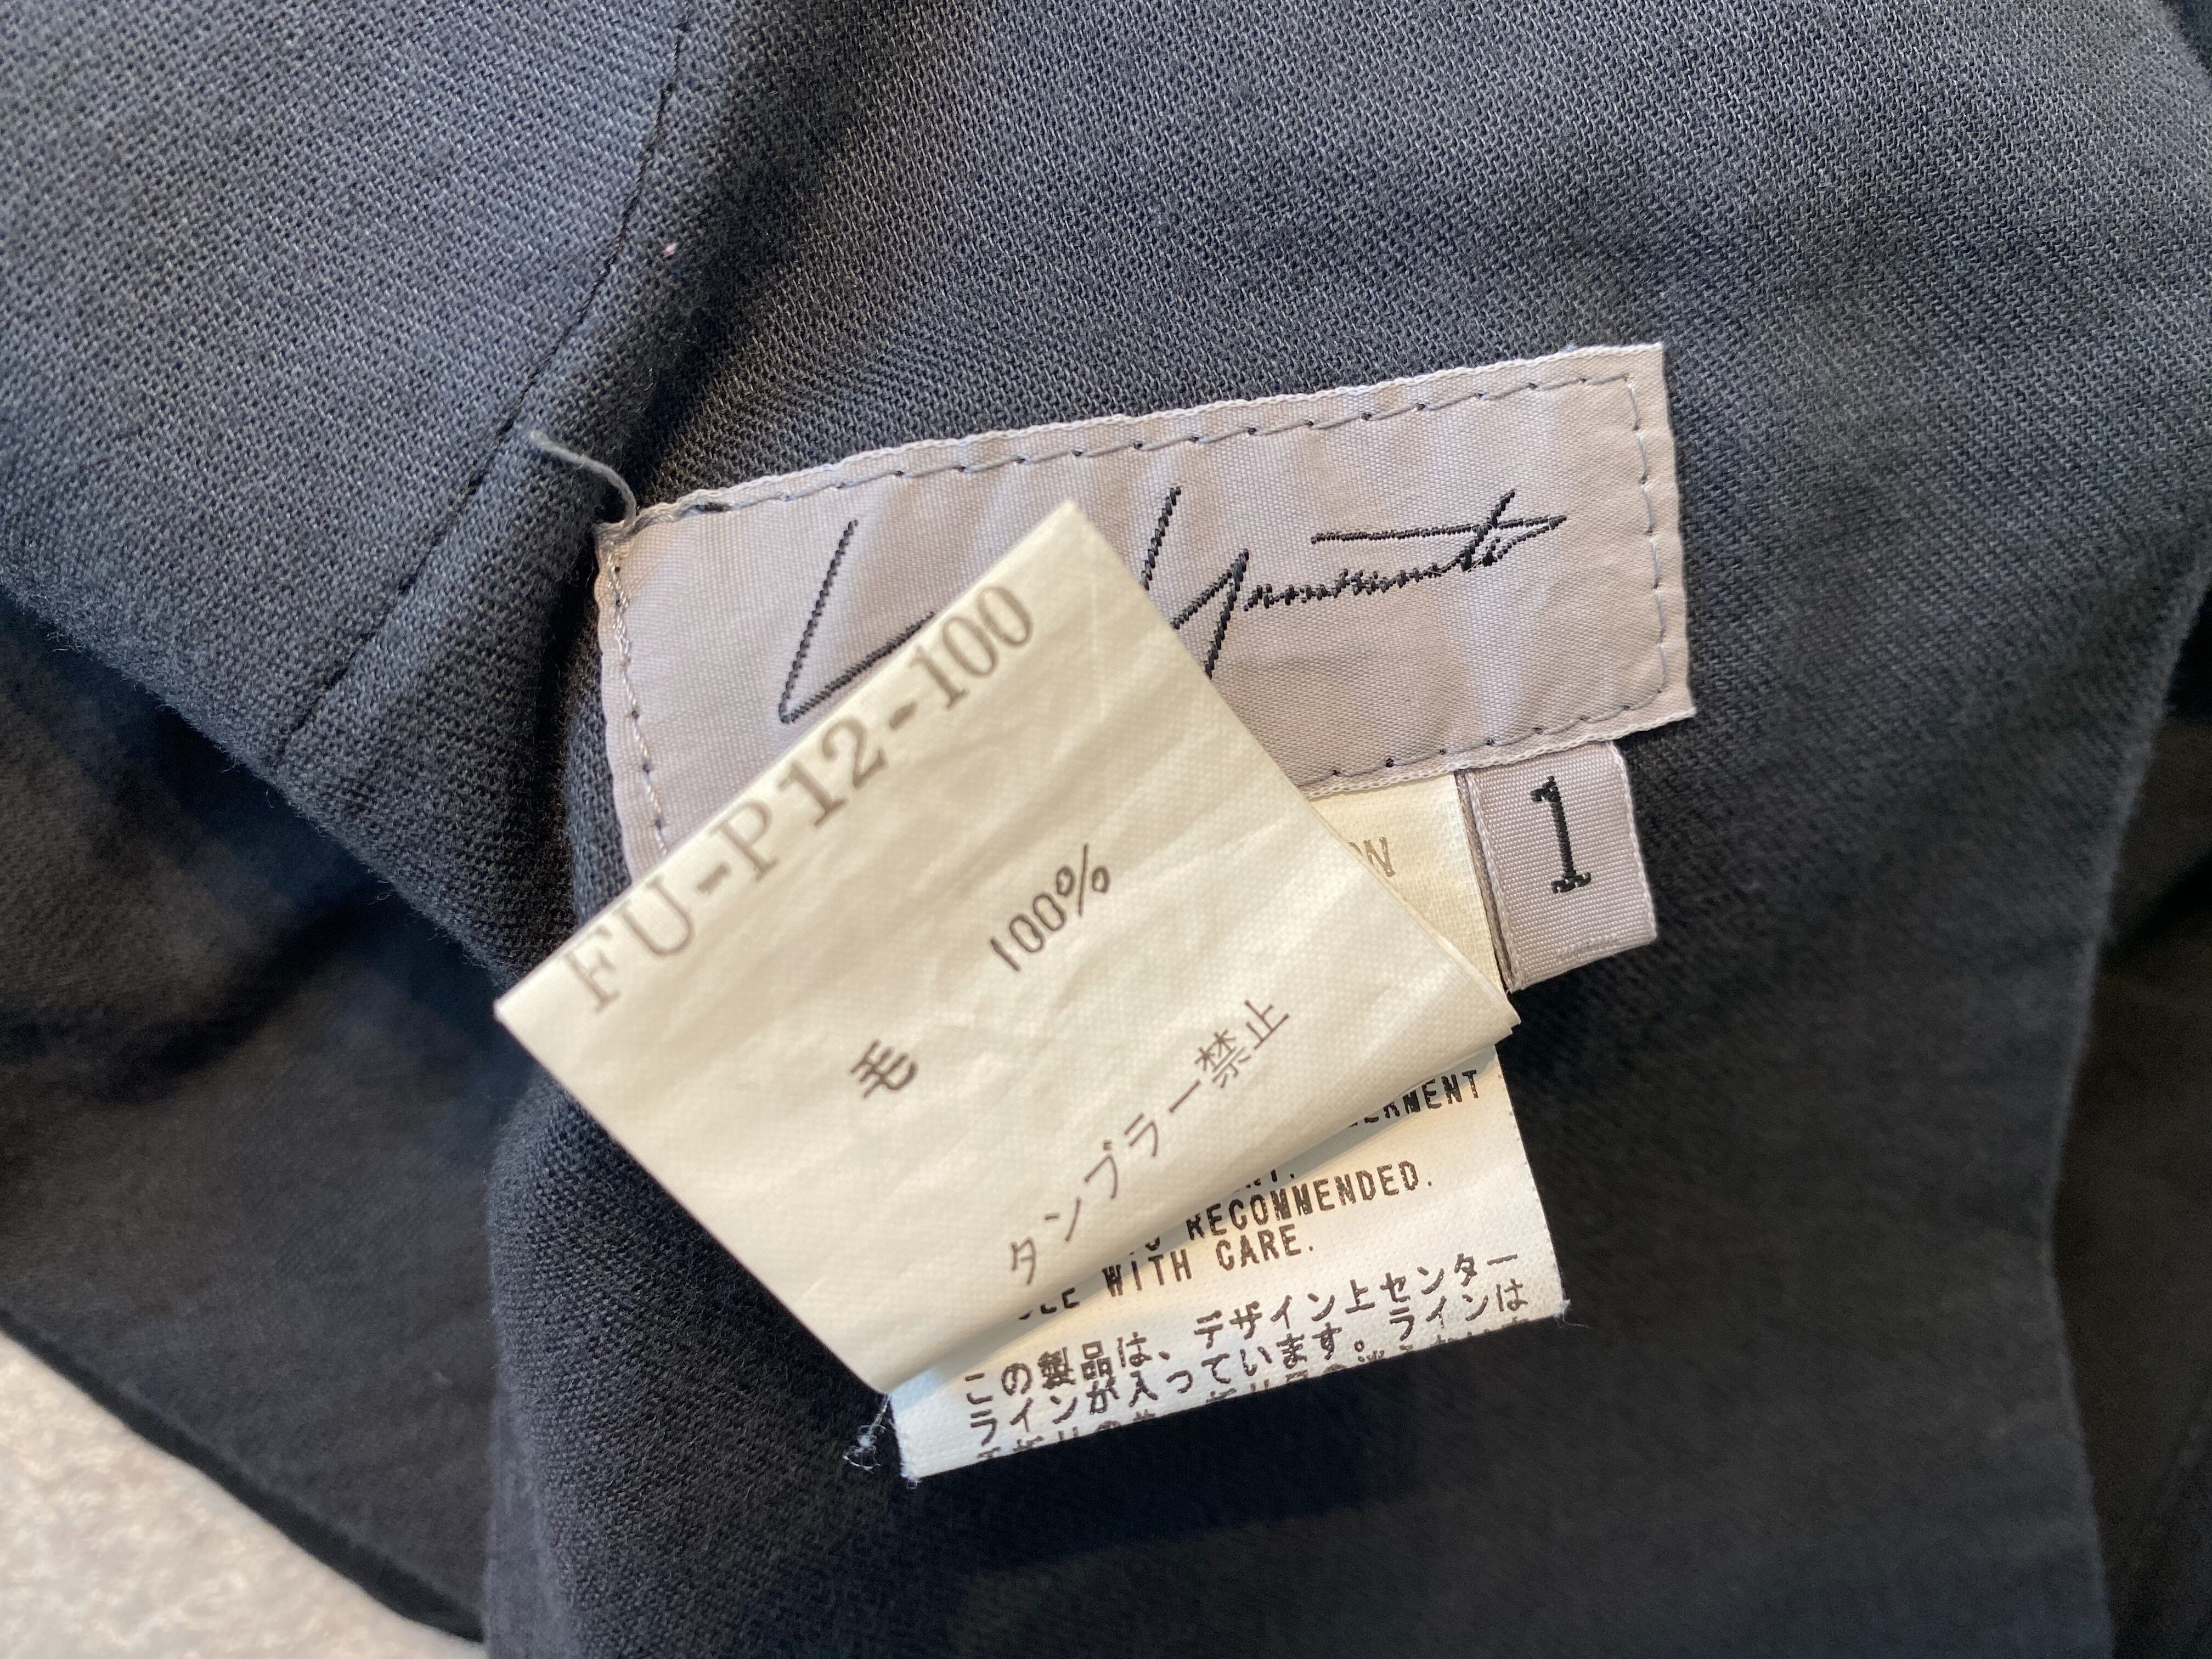 Yamamoto
1
FU-P12-100
毛 100%
タンブラー禁止
W
RECOMMENDED.
WITH CARE.
この製品は、デザイン上センター
ラインが入っています。ラインは